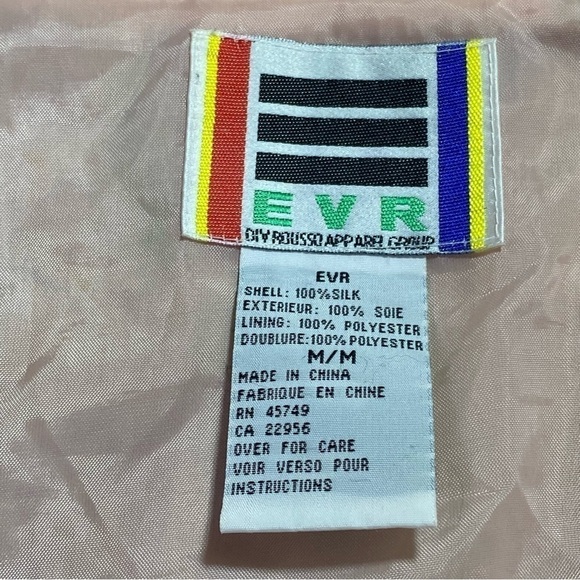 EVR
DIV ROUSSO APPAREL GROUP
EVR
SHELL: 100% SILK
EXTERIEUR: 100% SOIE
LINING: 100% POLYESTER
DOUBLURE:100% POLYESTER
M/M
MADE IN CHINA
FABRIQUE EN CHINE
RN 45749
CA 22956
OVER FOR CARE
VOIR VERSO POUR
INSTRUCTIONS